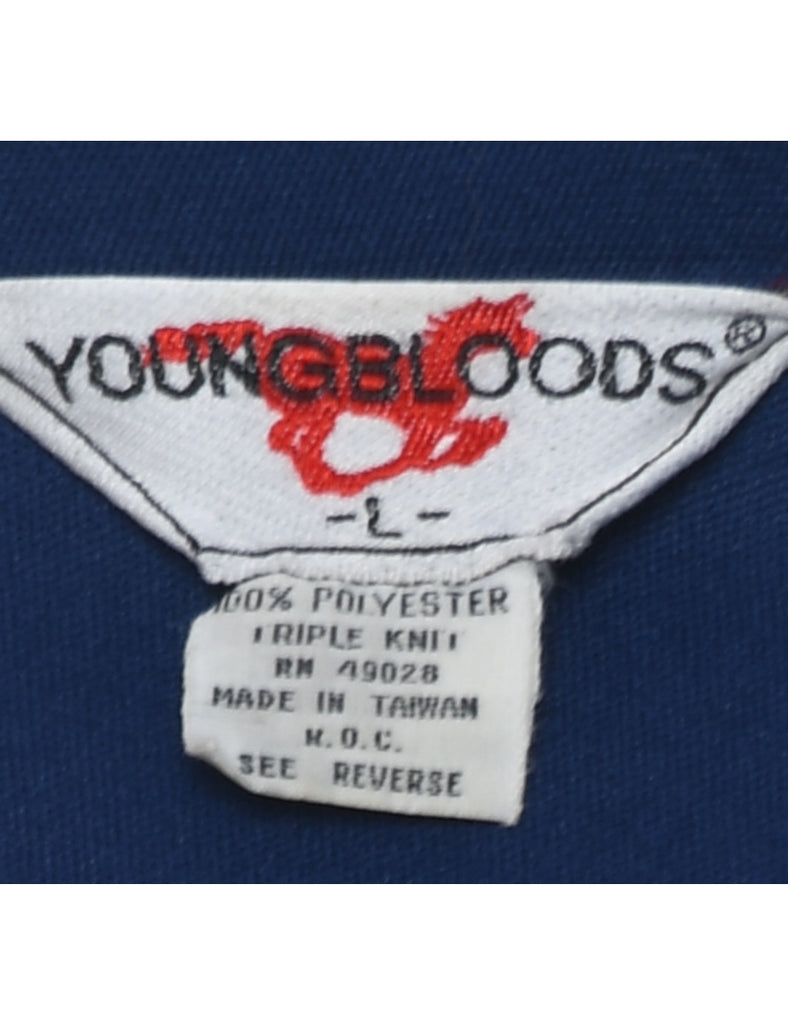 YOUNGBLOODS®
-L-
100% POLYESTER
TRIPLE KNIT
RN 49028
MADE IN TAIWAN
R.O.C.
SEE REVERSE